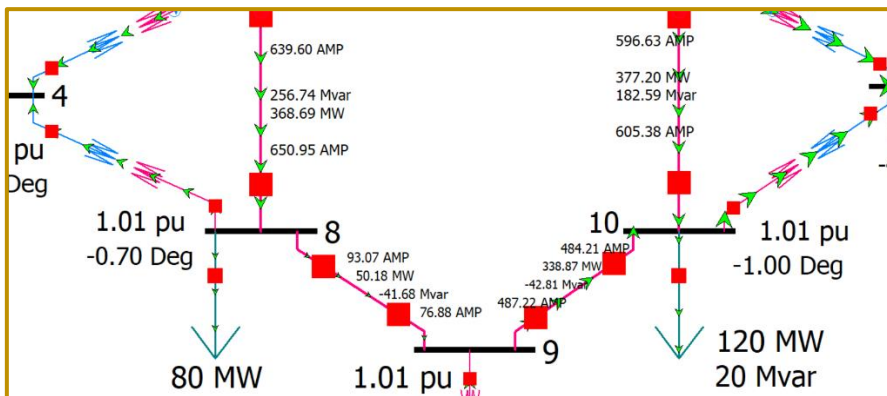 639.60 AMP
596.63 AMP
256.74 Mvar
368.69 MW
377.20 MW
182.59 Mvar
4
650.95 AMP
605.38 AMP
pu
Deg
1.01 pu
-0.70 Deg
8
10
1.01 pu
-1.00 Deg
93.07 AMP
50.18 MW
-41.68 Mvar
76.88 AMP
484.21 AMP
338.87 MW
-42.81 Mvar
487.22 AMP
9
80 MW
1.01 pu
120 MW
20 Mvar